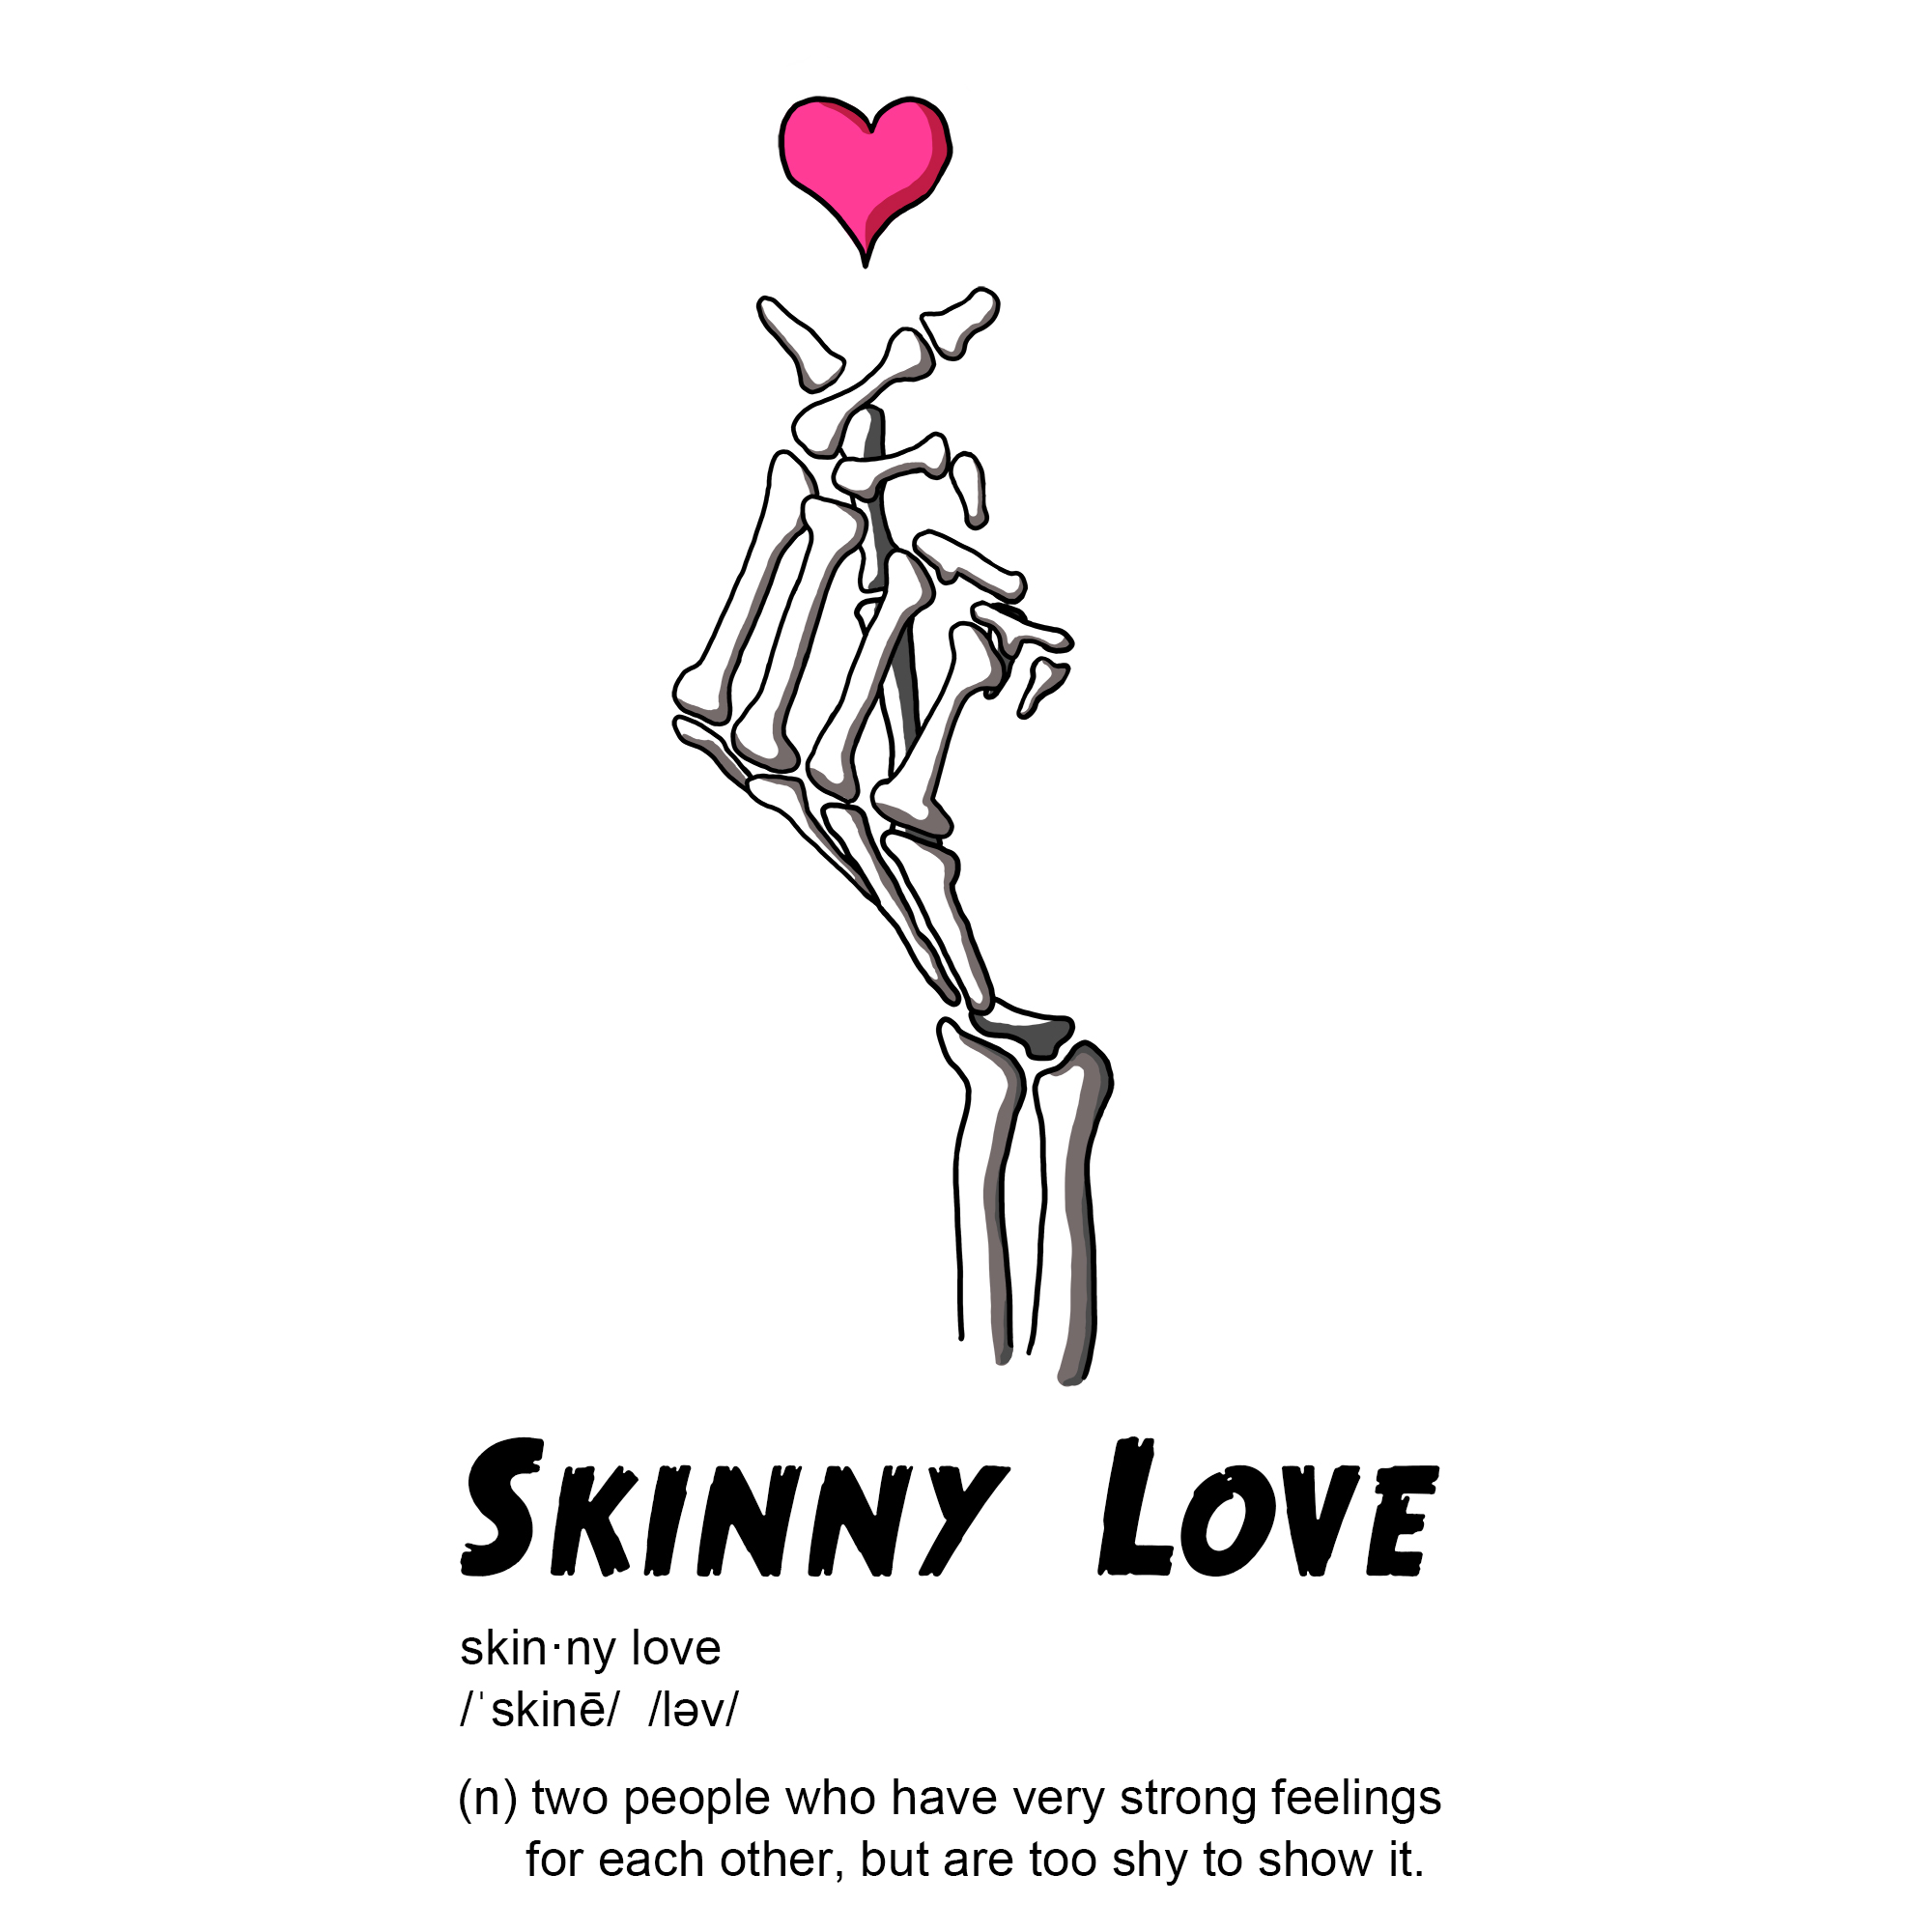 Skinny Love
skin·ny love
/ˈskinē/ /ləv/
(n) two people who have very strong feelings
for each other, but are too shy to show it.